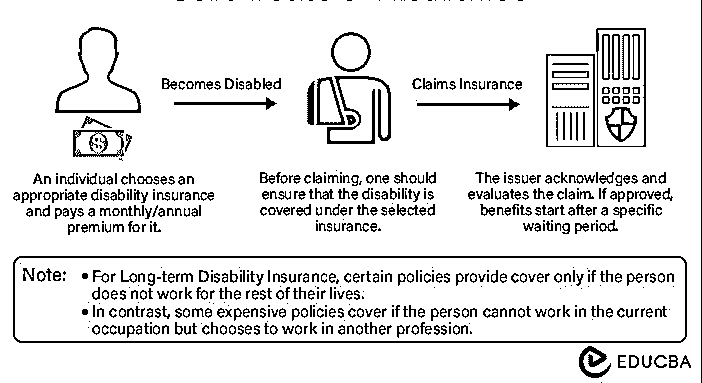 Becomes Disabled
Claims Insurance
An individual chooses an
appropriate disability insurance
and pays a monthly/annual
premium for it.
Before claiming, one should
ensure that the disability is
covered under the selected
insurance.
The issuer acknowledges and
evaluates the claim. If approved,
benefits start after a specific
waiting period.
Note:
• For Long-term Disability Insurance, certain policies provide cover only if the person
does not work for the rest of their lives.
• In contrast, some expensive policies cover if the person cannot work in the current
occupation but chooses to work in another profession.
EDUCBA